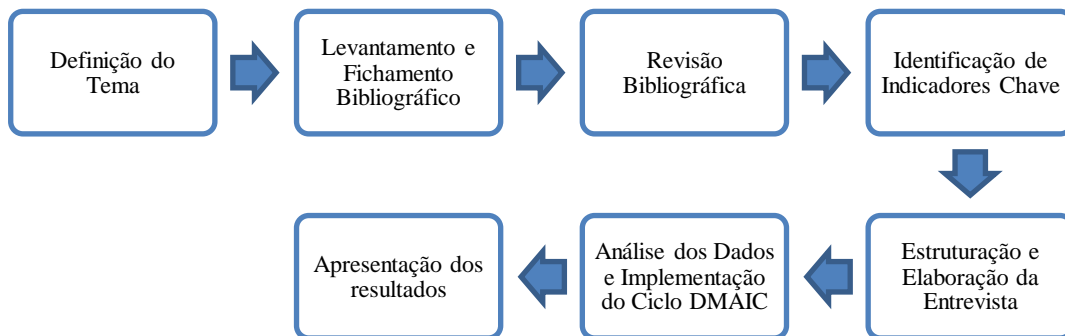 Definição do
Tema
Levantamento e
Fichamento
Bibliográfico
Revisão
Bibliográfica
Identificação de
Indicadores Chave
Estruturação e
Elaboração da
Entrevista
Análise dos Dados
e Implementação
do Ciclo DMAIC
Apresentação dos
resultados